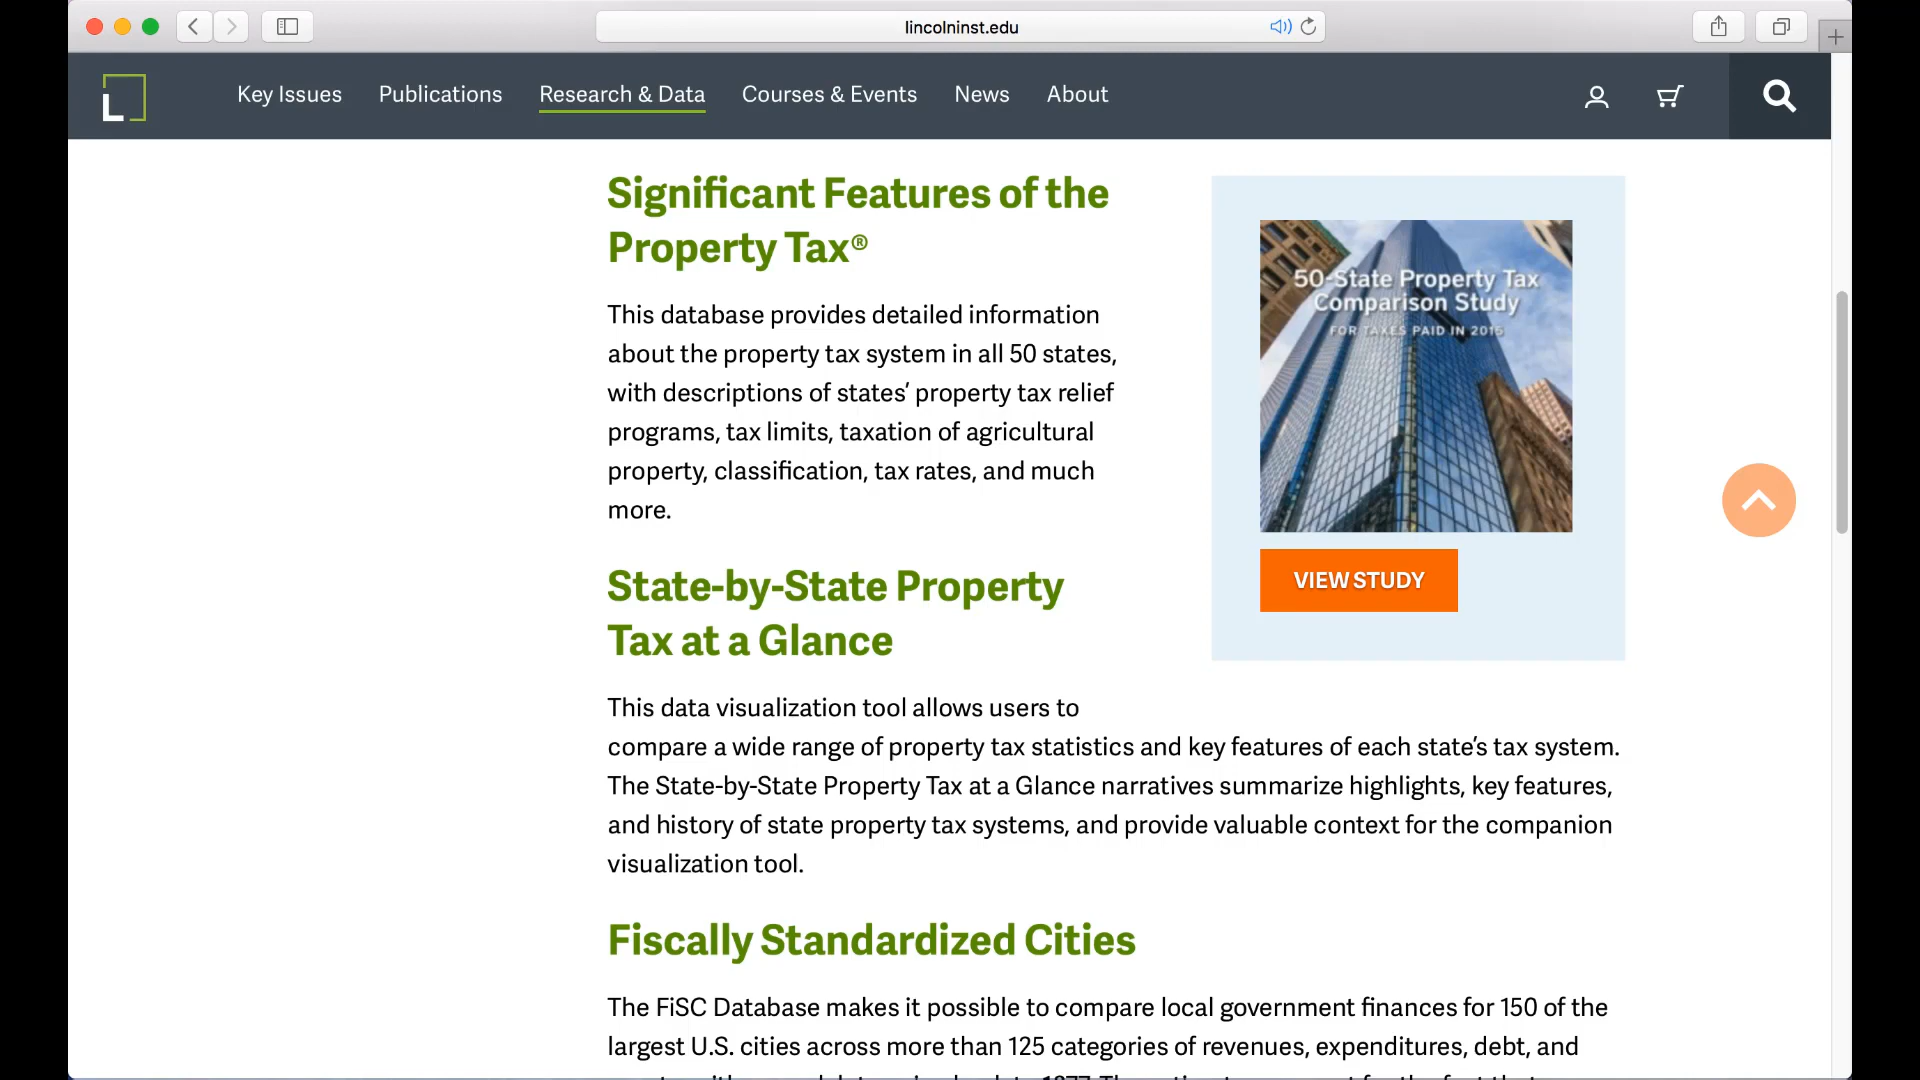 lincolninst.edu
L
Key Issues
Publications
Research & Data
Courses & Events
News
About
Significant Features of the
Property Tax®
This database provides detailed information
about the property tax system in all 50 states,
with descriptions of states’ property tax relief
programs, tax limits, taxation of agricultural
property, classification, tax rates, and much
more.
50-State Property Tax
Comparison Study
FOR TAXES PAID IN
VIEW STUDY
State-by-State Property
Tax at a Glance
This data visualization tool allows users to
compare a wide range of property tax statistics and key features of each state’s tax system.
The State-by-State Property Tax at a Glance narratives summarize highlights, key features,
and history of state property tax systems, and provide valuable context for the companion
visualization tool.
Fiscally Standardized Cities
The FiSC Database makes it possible to compare local government finances for 150 of the
largest U.S. cities across more than 125 categories of revenues, expenditures, debt, and